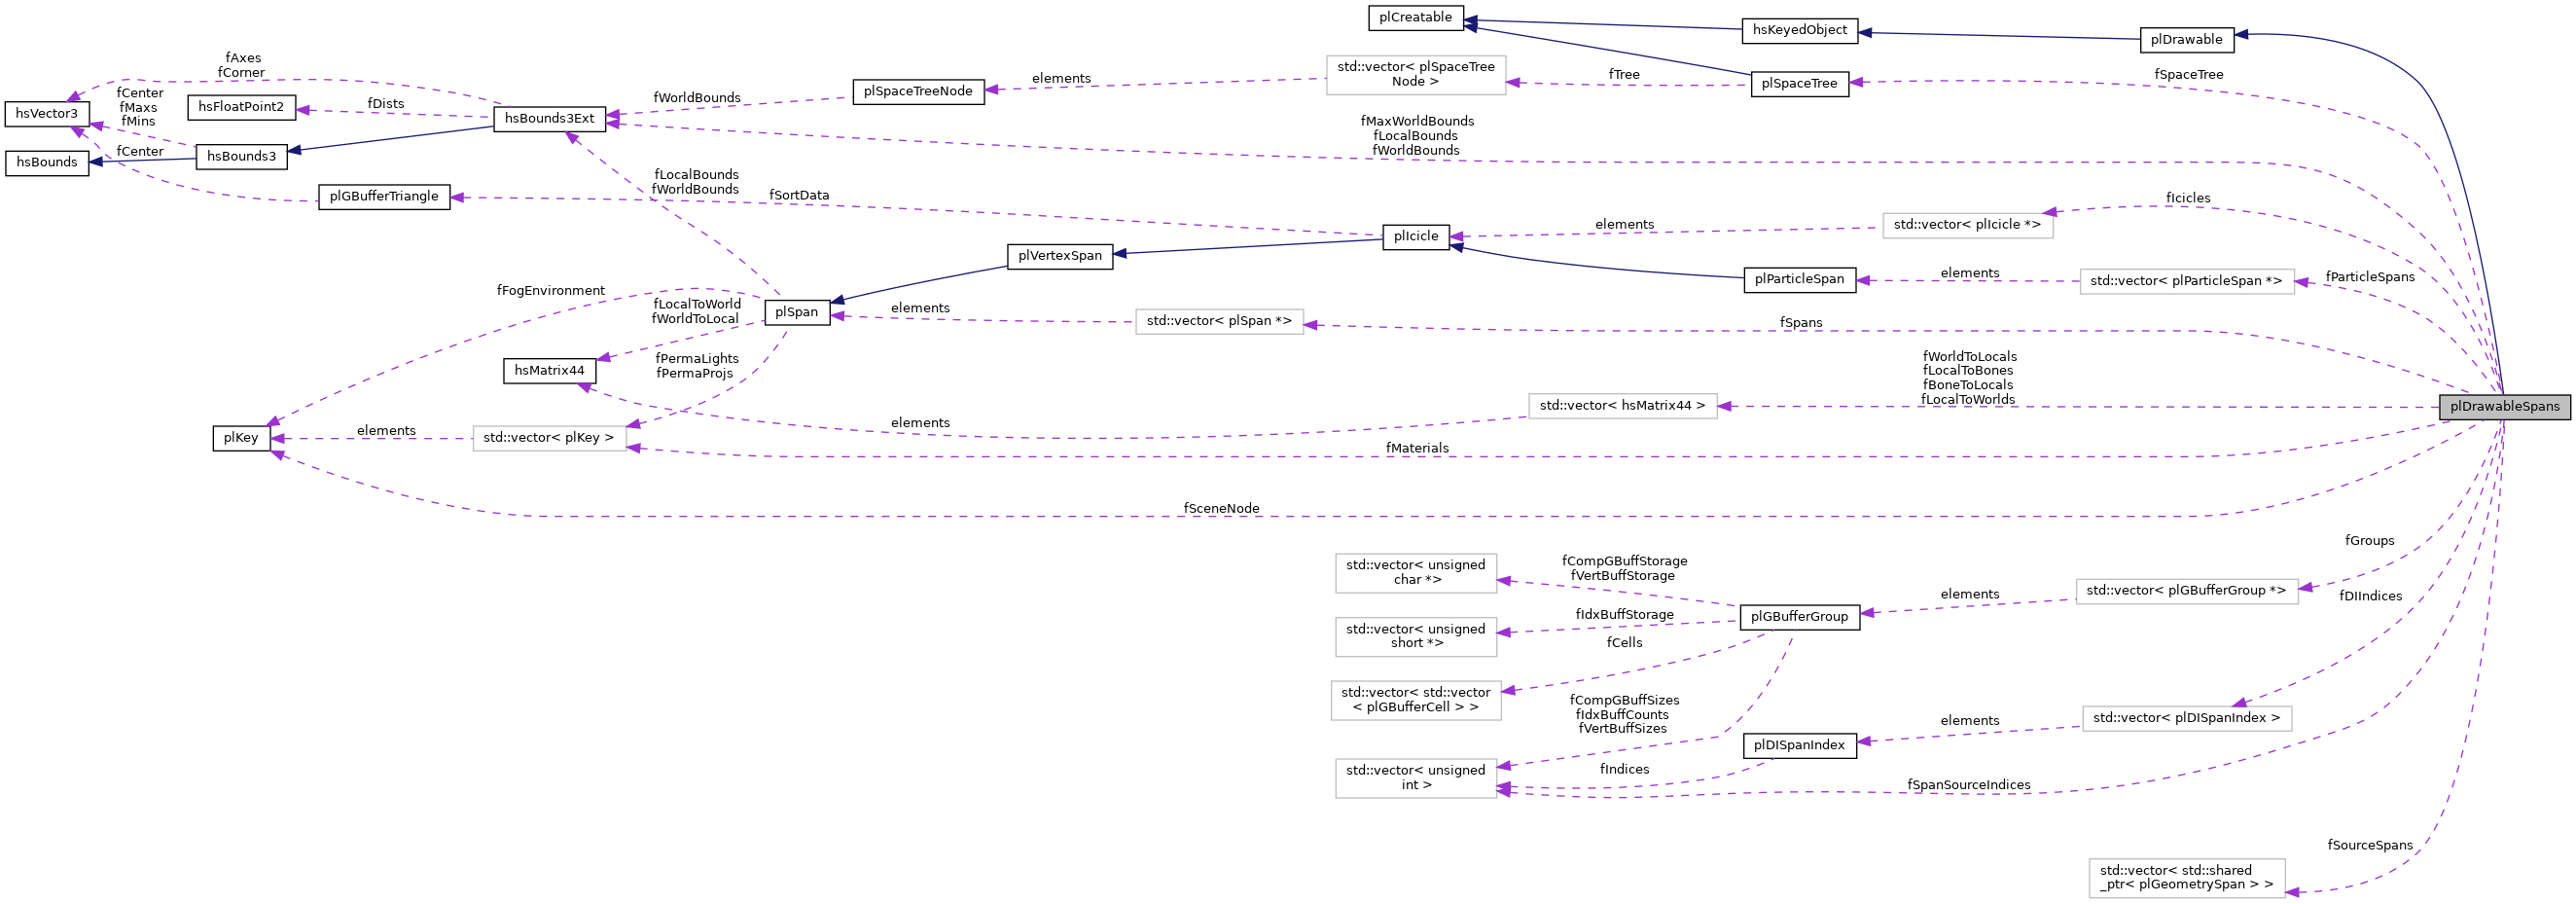 plCreatable
hsKeyedObject
plDrawable
fAxes
fCorner
std::vector< plSpaceTree
Node >
fTree
plSpaceTree
fSpaceTree
elements
plSpaceTreeNode
fWorldBounds
fCenter
fMaxs
fMins
hsFloatPoint2
fDists
hsVector3
hsBounds3Ext
fMaxWorldBounds
fLocalBounds
fWorldBounds
hsBounds
fCenter
hsBounds3
fLocalBounds
fWorldBounds
plGBufferTriangle
fSortData
fIcicles
std::vector< plIcicle *>
elements
plIcicle
plVertexSpan
plParticleSpan
elements
std::vector< plParticleSpan *>
fParticleSpans
fFogEnvironment
fLocalToWorld
fWorldToLocal
plSpan
elements
std::vector< plSpan *>
fSpans
fPermaLights
fPermaProjs
hsMatrix44
fWorldToLocals
fLocalToBones
fBoneToLocals
fLocalToWorlds
std::vector< hsMatrix44 >
plDrawableSpans
elements
plKey
elements
std::vector< plKey >
fMaterials
fSceneNode
fGroups
std::vector< unsigned
char *>
fCompGBuffStorage
fVertBuffStorage
elements
std::vector< plGBufferGroup *>
fDIIndices
plGBufferGroup
fIdxBuffStorage
std::vector< unsigned
short *>
fCells
std::vector< std::vector
< plGBufferCell > >
fCompGBuffSizes
fIdxBuffCounts
fVertBuffSizes
elements
std::vector< plDISpanIndex >
plDISpanIndex
std::vector< unsigned
int >
fIndices
fSpanSourceIndices
fSourceSpans
std::vector< std::shared
_ptr< plGeometrySpan > >